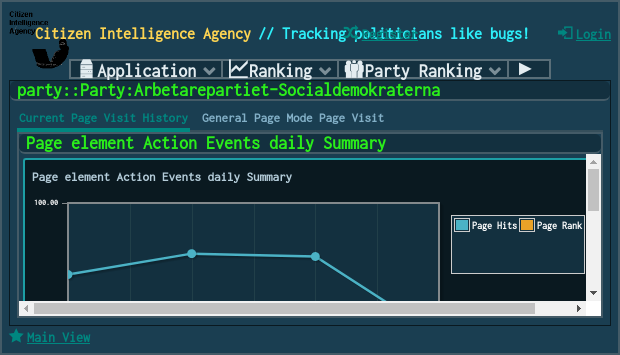 Citizen
Intelligence
Agency
Citizen Intelligence Agency // Tracking politicians like bugs!
Register
Login
Application
Ranking
Party Ranking
party::Party:Arbetarepartiet-Socialdemokraterna
Current Page Visit History
General Page Mode Page Visit
Page element Action Events daily Summary
Page element Action Events daily Summary
100.00
Page Hits
Page Rank
Main View